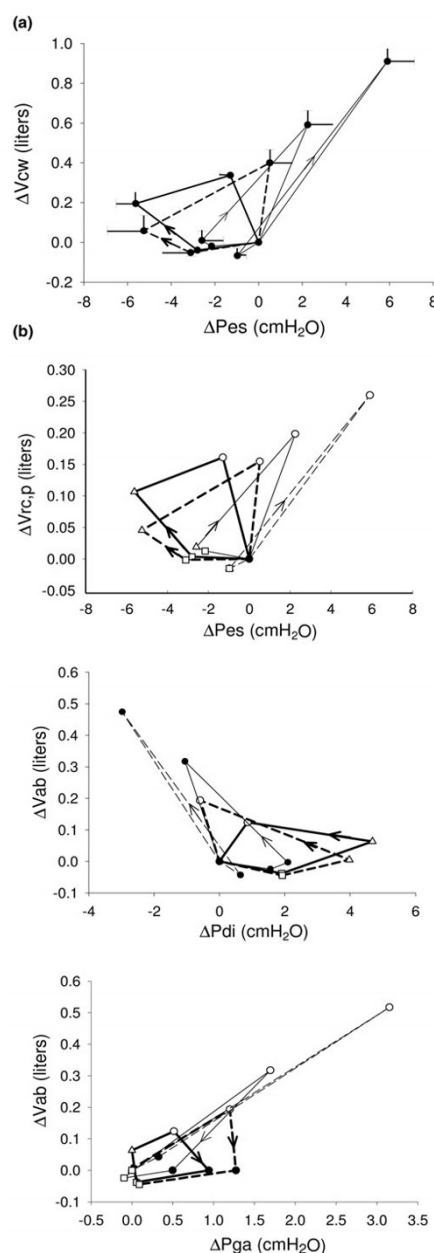 (a)
1.0
0.8
0.6
0.4
0.2
0.0
-0.2
ΔVcw (liters)
-8 -6 -4 -2 0 2 4 6 8
ΔPes (cmH2O)
(b)
0.30
0.25
0.20
0.15
0.10
0.05
0.00
-0.05
ΔVrc,p (liters)
-8 -6 -4 -2 0 2 4 6 8
ΔPes (cmH2O)
0.6
0.5
0.4
0.3
0.2
0.1
0.0
-0.1
ΔVab (liters)
-4 -2 0 2 4 6
ΔPdi (cmH2O)
0.6
0.5
0.4
0.3
0.2
0.1
0.0
-0.1
ΔVab (liters)
-0.5 0.0 0.5 1.0 1.5 2.0 2.5 3.0 3.5
ΔPga (cmH2O)